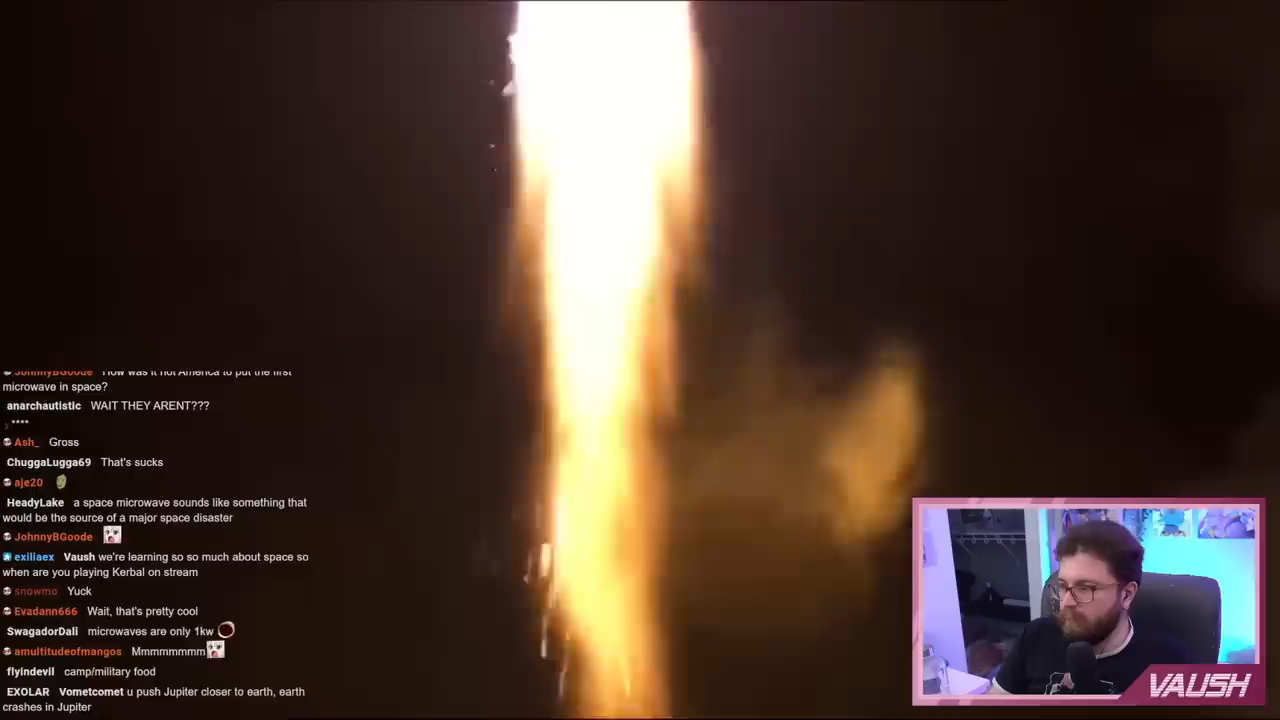 JohnnyBGoode How was it not America to put the first
microwave in space?
anarchautistic WAIT THEY ARENT???
****
Ash_ Gross
ChuggaLugga69 That's sucks
aje20
HeadyLake a space microwave sounds like something that
would be the source of a major space disaster
JohnnyBGoode
exiliaex Vaush we're learning so so much about space so
when are you playing Kerbal on stream
snowmo Yuck
Evadann666 Wait, that's pretty cool
SwagadorDali microwaves are only 1kw
amultitudeofmangos Mmmmmmmm
flyindevil camp/military food
EXOLAR Vometcomet u push Jupiter closer to earth, earth
crashes in Jupiter
VAUSH